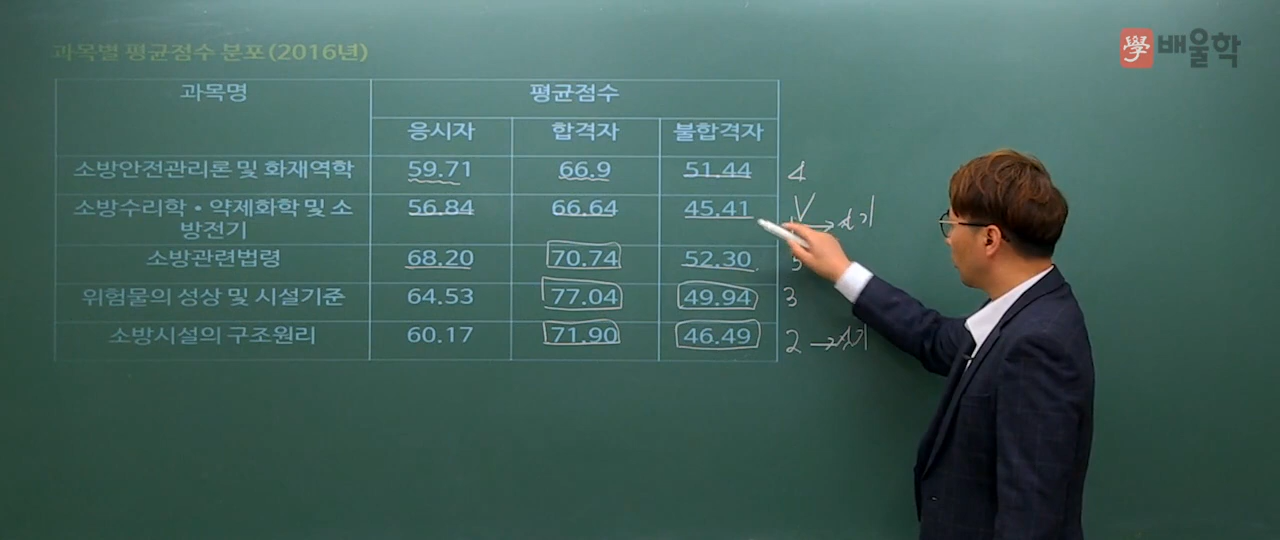 學 배울학
과목별 평균점수 분포(2016년)
과목명 평균점수
응시자 합격자 불합격자
소방안전관리론 및 화재역학 59.71 66.9 51.44 4
소방수리학·약제화학 및 소 56.84 66.64 45.41
방전기
소방관련법령 68.20 70.74 52.30 5
위험물의 성상 및 시설기준 64.53 77.04 49.94 3
소방시설의 구조원리 60.17 71.90 46.49 2 →